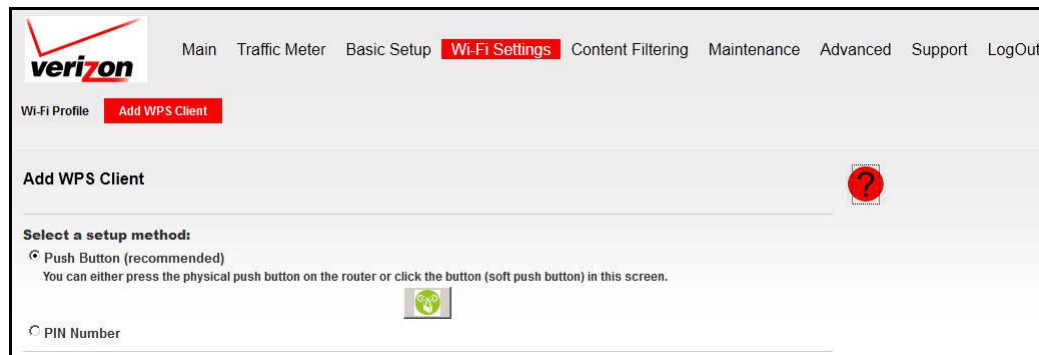 verizon
Main Traffic Meter Basic Setup Wi-Fi Settings Content Filtering Maintenance Advanced Support LogOut
Wi-Fi Profile Add WPS Client
Add WPS Client
?
Select a setup method:
Push Button (recommended)
You can either press the physical push button on the router or click the button (soft push button) in this screen.
PIN Number